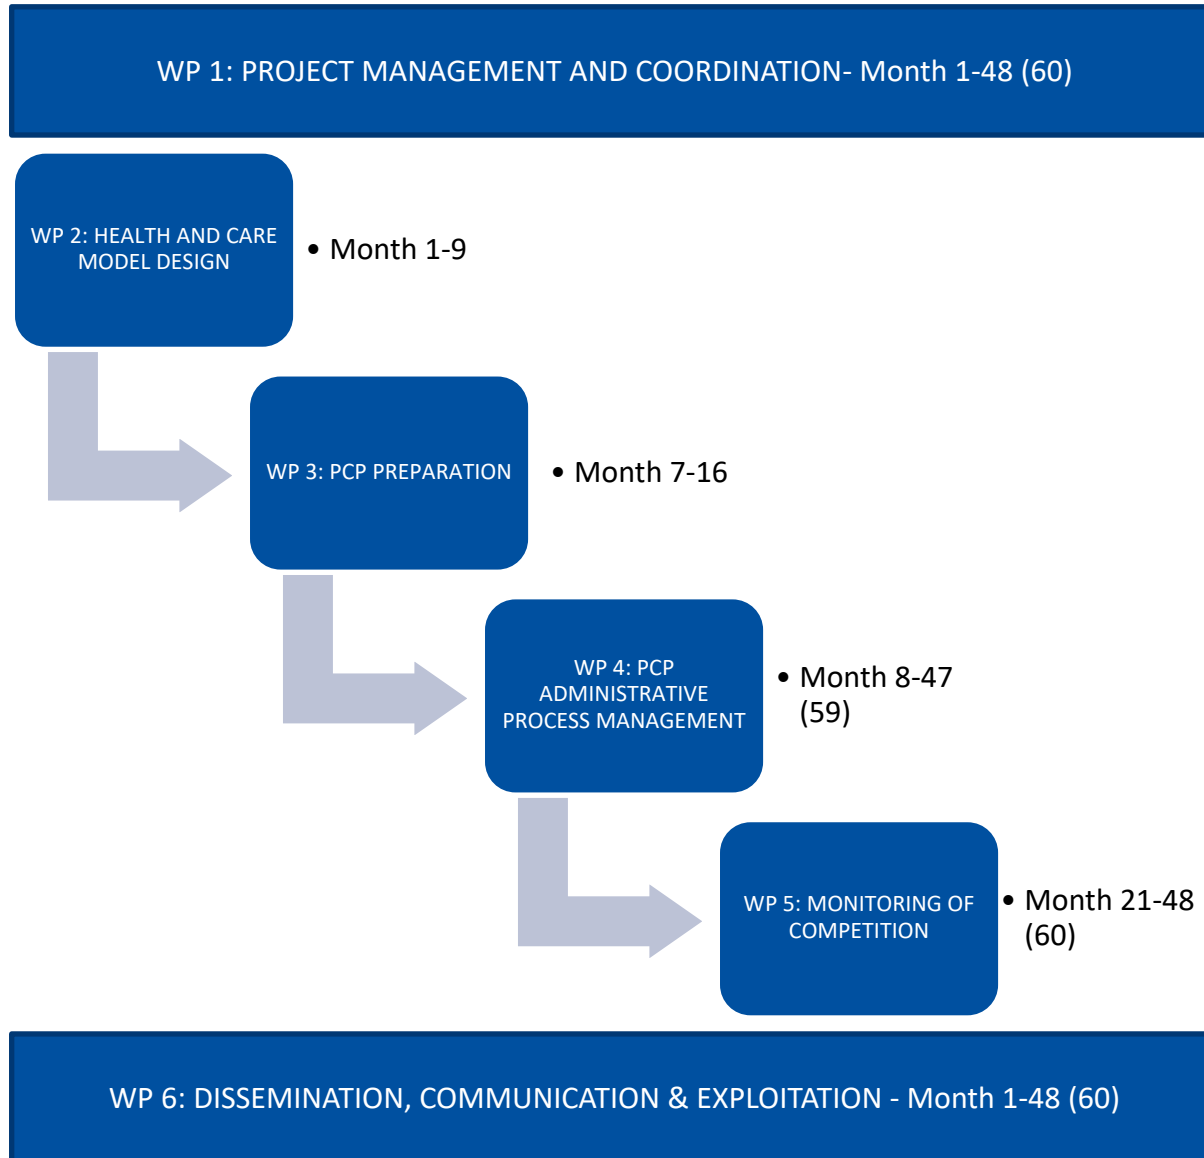 WP 1: PROJECT MANAGEMENT AND COORDINATION- Month 1-48 (60)
WP 2: HEALTH AND CARE
MODEL DESIGN
• Month 1-9
WP 3: PCP PREPARATION
• Month 7-16
WP 4: PCP
ADMINISTRATIVE
PROCESS MANAGEMENT
• Month 8-47
(59)
WP 5: MONITORING OF
COMPETITION
• Month 21-48
(60)
WP 6: DISSEMINATION, COMMUNICATION & EXPLOITATION - Month 1-48 (60)